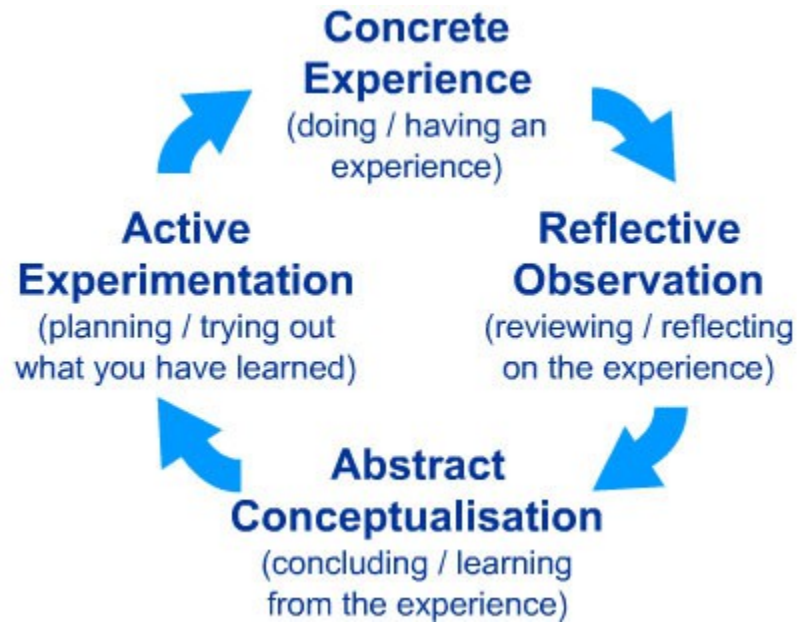 Concrete
Experience
(doing / having an
experience)
Reflective
Observation
(reviewing / reflecting
on the experience)
Abstract
Conceptualisation
(concluding / learning
from the experience)
Active
Experimentation
(planning / trying out
what you have learned)